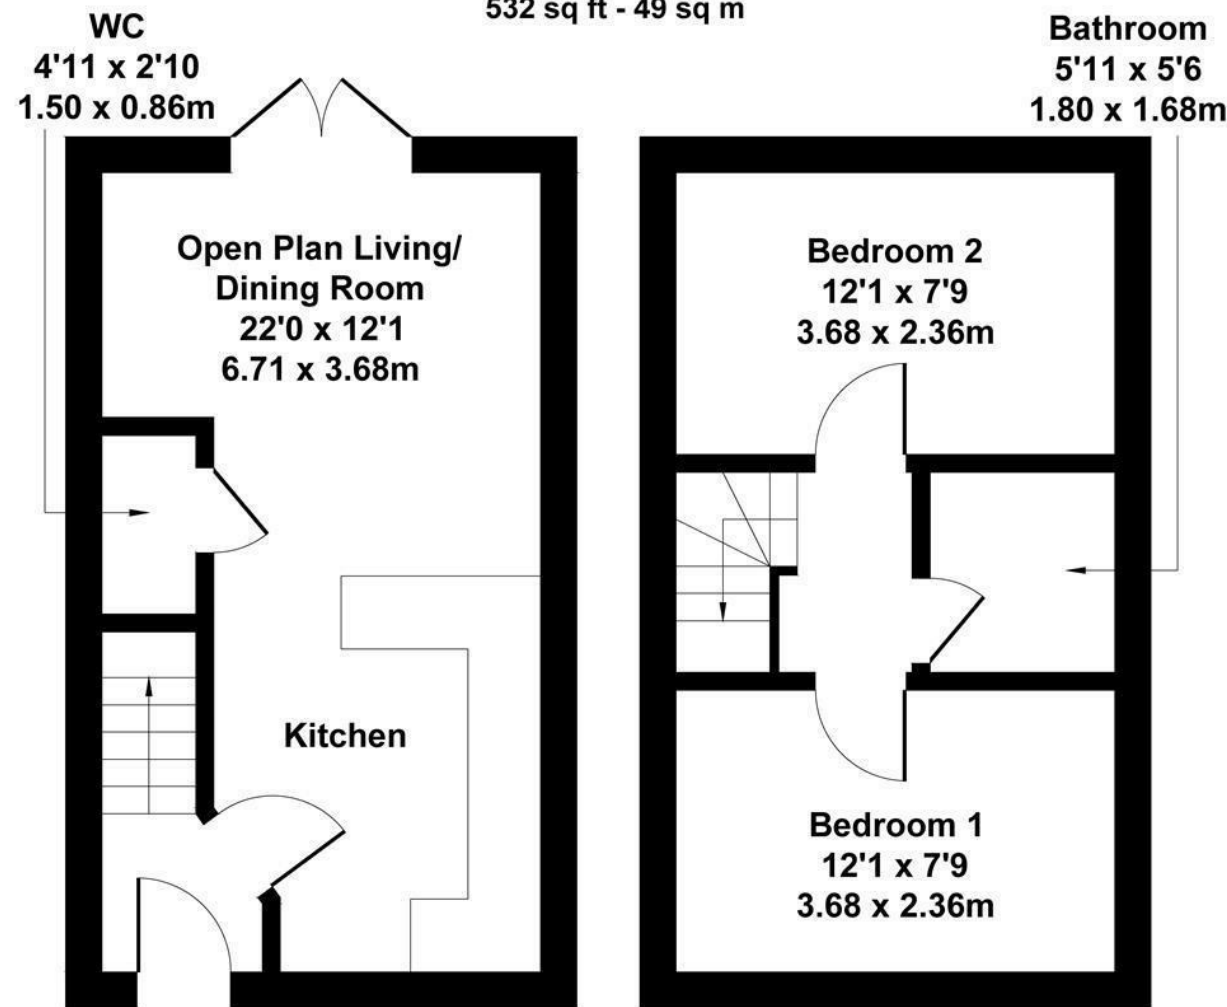 532 sq ft - 49 sq m
WC
4'11 x 2'10
1.50 x 0.86m
Bathroom
5'11 x 5'6
1.80 x 1.68m
Open Plan Living/
Dining Room
22'0 x 12'1
6.71 x 3.68m
Kitchen
Bedroom 2
12'1 x 7'9
3.68 x 2.36m
Bedroom 1
12'1 x 7'9
3.68 x 2.36m